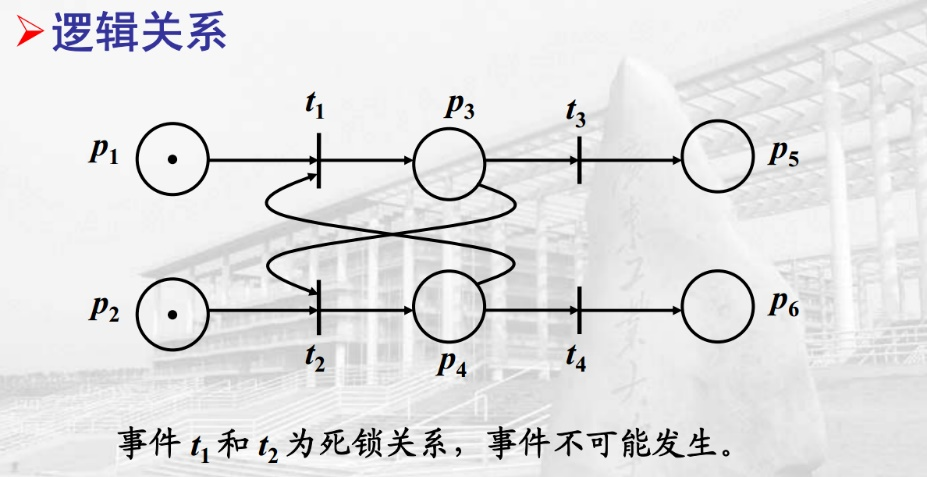 逻辑关系
t₁ p₃ t₃
p₁ p₅
p₂ p₆
t₂ p₄ t₄
事件 t₁ 和 t₂ 为死锁关系，事件不可能发生。